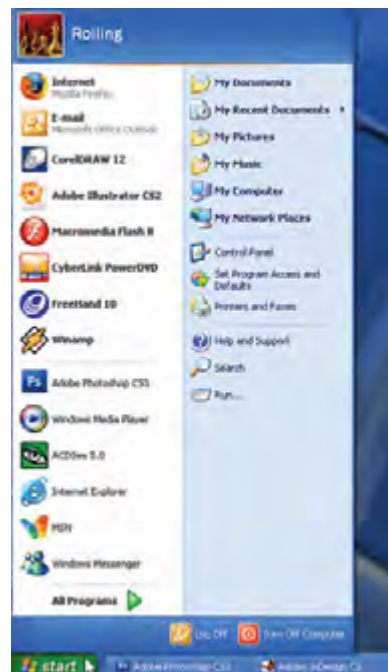 Rolling
Internet
Mozilla Firefox
E-mail
Microsoft Office Outlook
CorelDRAW 12
Adobe Illustrator CS2
Macromedia Flash 8
CyberLink PowerDVD
FreeHand 10
Winamp
Adobe Photoshop CS3
Windows Media Player
ACDSee 5.0
Internet Explorer
MSN
Windows Messenger
All Programs
My Documents
My Recent Documents
My Pictures
My Music
My Computer
My Network Places
Control Panel
Set Program Access and
Defaults
Printers and Faxes
Help and Support
Search
Run...
Log Off
Turn Off Computer
start
Adobe Photoshop CS3
Adobe InDesign CS